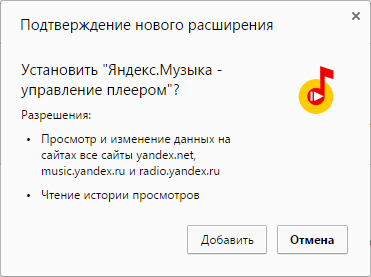 Подтверждение нового расширения
Установить "Яндекс.Музыка -
управление плеером"?
Разрешения:
• Просмотр и изменение данных на
сайтах все сайты yandex.net,
music.yandex.ru и radio.yandex.ru
• Чтение истории просмотров
Добавить
Отмена